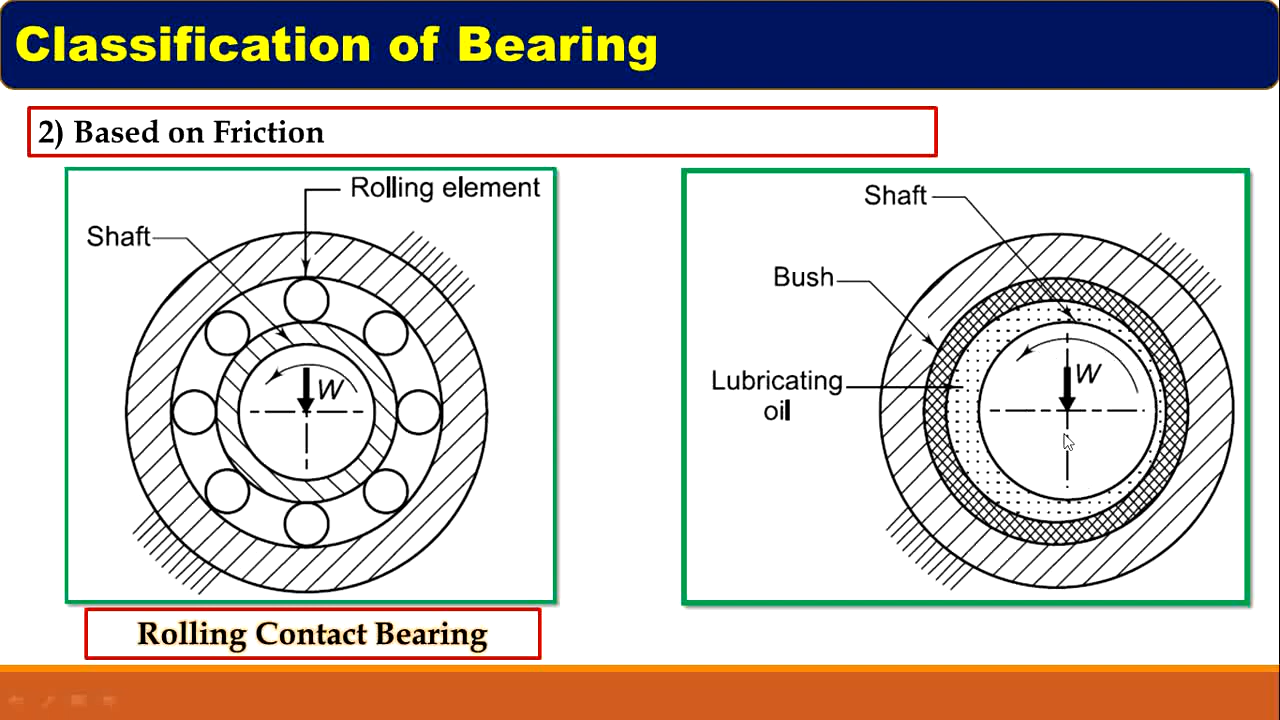 Classification of Bearing
2) Based on Friction
Rolling element
Shaft
W
Rolling Contact Bearing
Shaft
Bush
Lubricating
oil
W